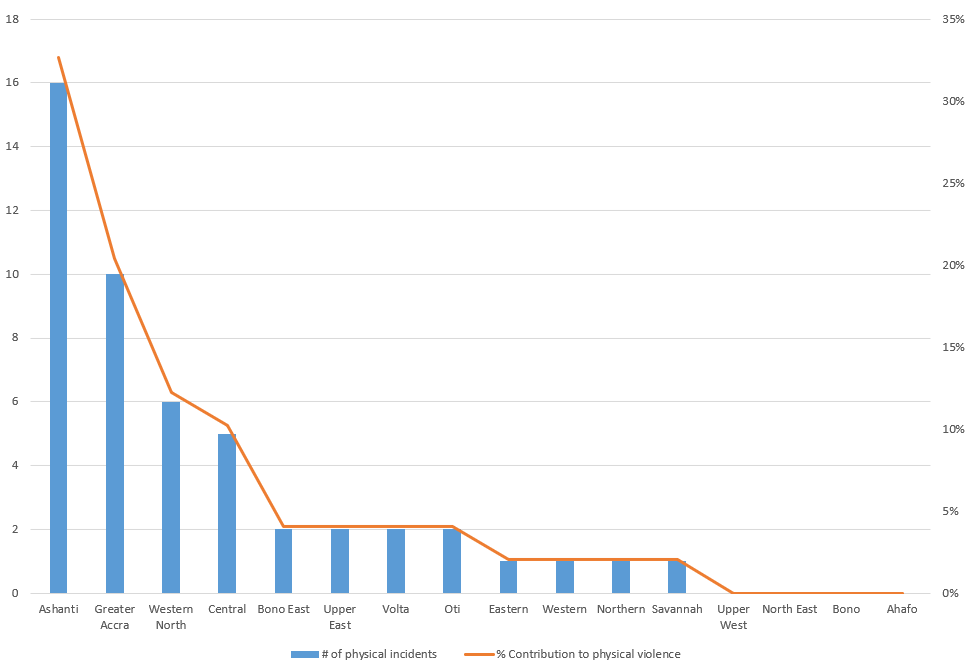 18
16
14
12
10
8
6
4
2
0
35%
30%
25%
20%
15%
10%
5%
0%
Ashanti
Greater
Accra
Western
North
Central
Bono East
Upper
East
Volta
Oti
Eastern
Western
Northern
Savannah
Upper
West
North East
Bono
Ahafo
# of physical incidents
% Contribution to physical violence